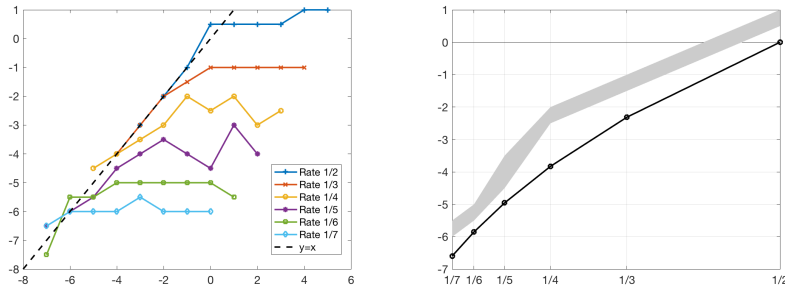 1
0
-1
-2
-3
-4
-5
-6
-7
-8
-8 -6 -4 -2 -0 2 4 6
Rate 1/2
Rate 1/3
Rate 1/4
Rate 1/5
Rate 1/6
Rate 1/7
y=x
1
0
-1
-2
-3
-4
-5
-6
-7
1/7 1/6 1/5 1/4 1/3 1/2